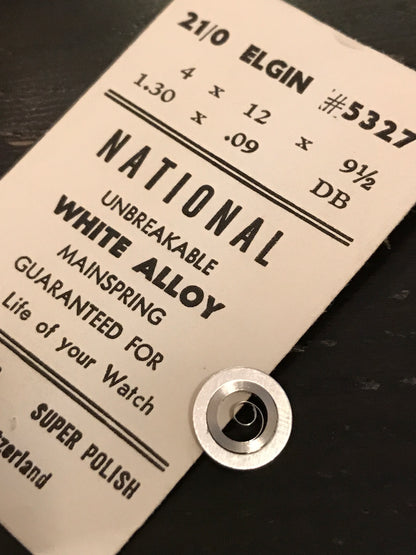 21/0 ELGIN #5327
4 x 12 x 9½
1.30 x .09 DB
NATIONAL
UNBREAKABLE
WHITE ALLOY
MAINSPRING
GUARANTEED FOR
Life of your Watch
SUPER POLISH